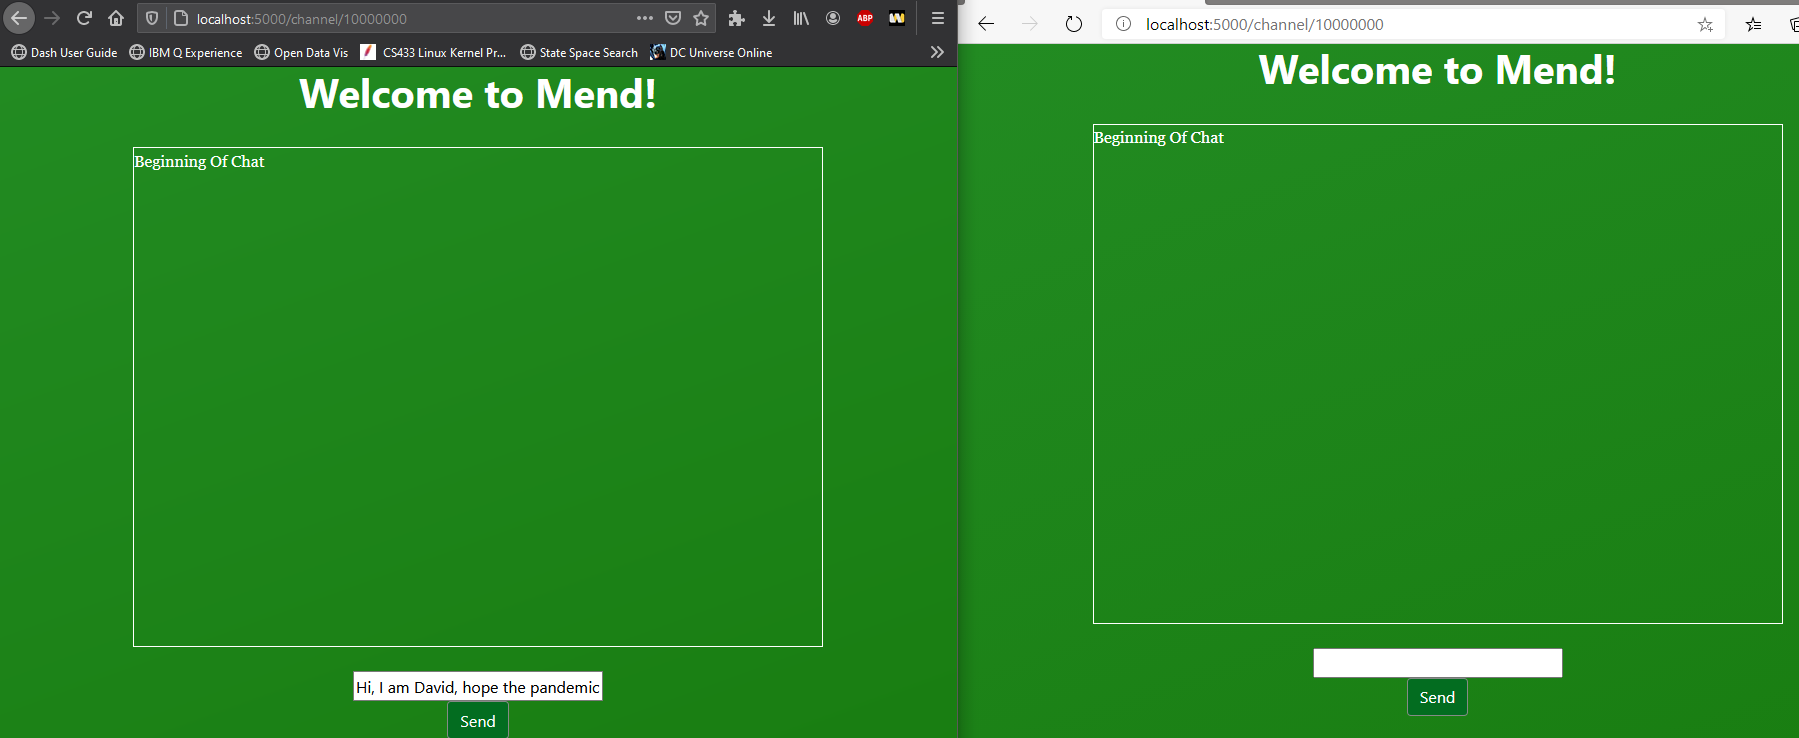 localhost:5000/channel/10000000
ABP
Dash User Guide
IBM Q Experience
Open Data Vis
CS433 Linux Kernel Pr...
State Space Search
DC Universe Online
Welcome to Mend!
Beginning Of Chat
Hi, I am David, hope the pandemic
Send
localhost:5000/channel/10000000
Welcome to Mend!
Beginning Of Chat
Send